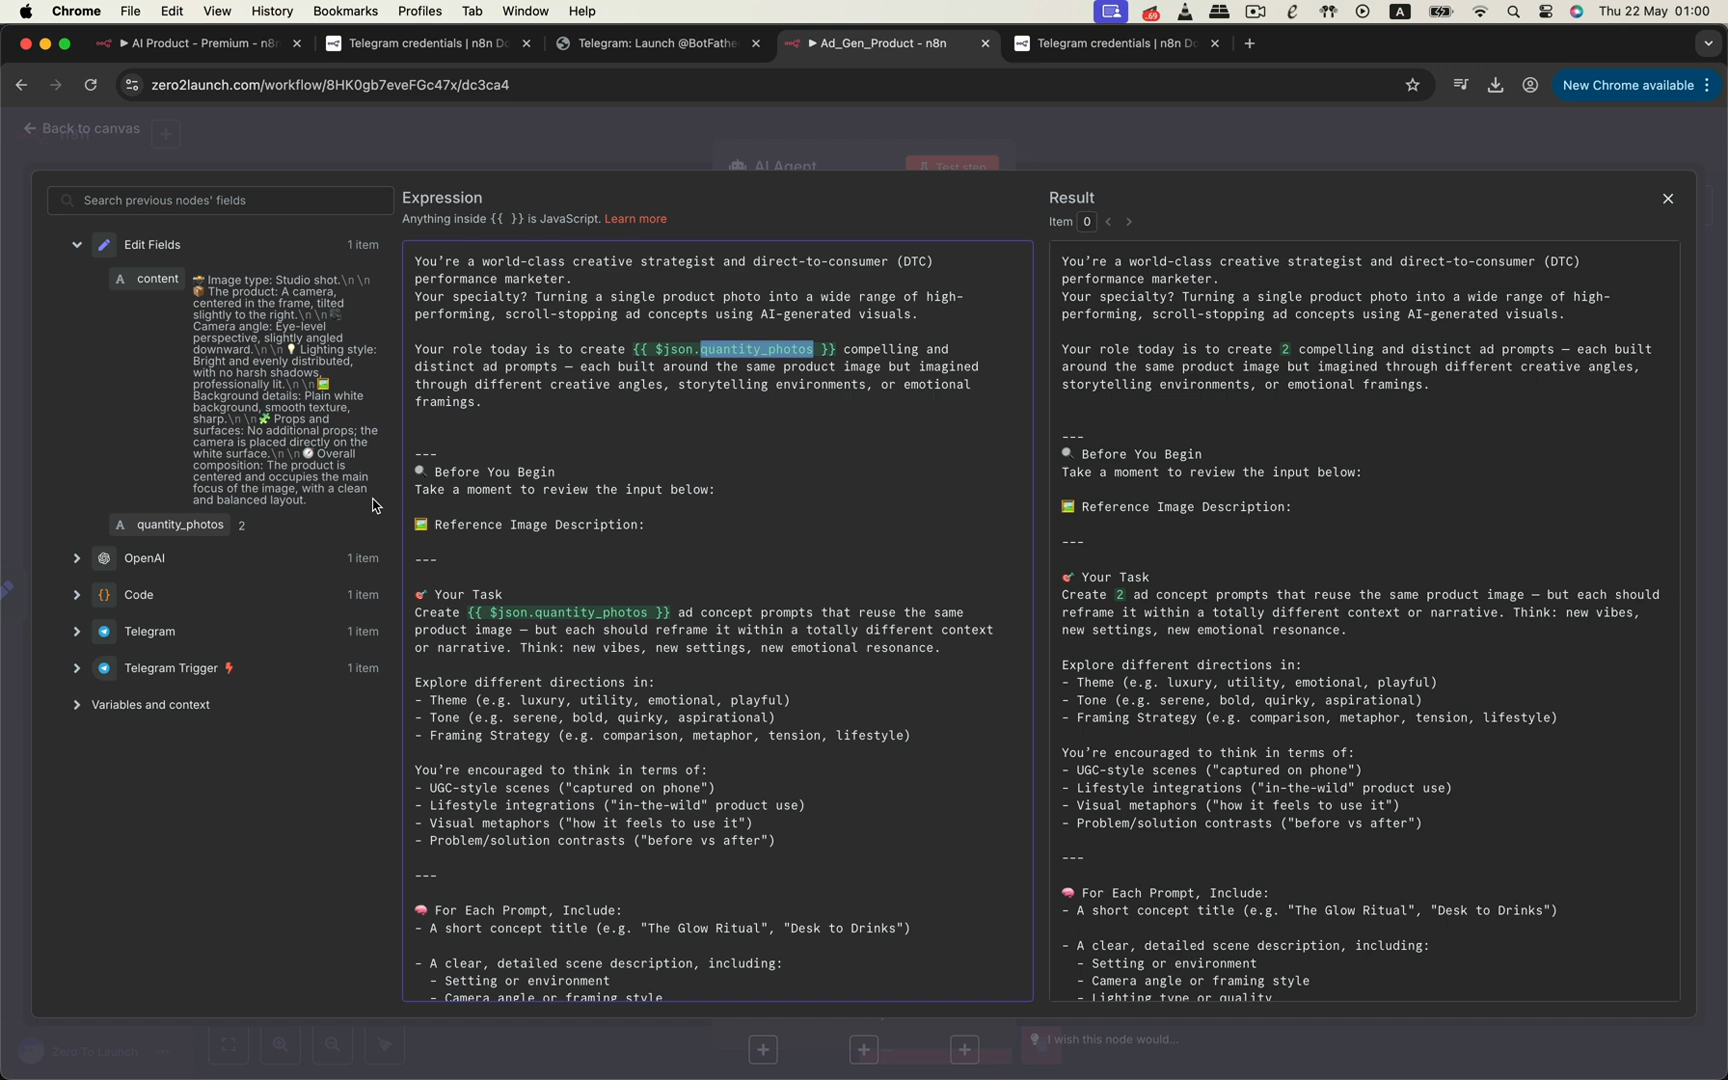 Chrome File Edit View History Bookmarks Profiles Tab Window Help
69 A Thu 22 May 01:00
AI Product - Premium - n8n
Telegram credentials | n8n Do
Telegram: Launch @BotFathe
Ad_Gen_Product - n8n
Telegram credentials | n8n Do
zero2launch.com/workflow/8HK0gb7eveFGc47x/dc3ca4
New Chrome available
Back to canvas
AI Agent
Test step
Search previous nodes' fields
Edit Fields 1 item
A content
Image type: Studio shot.\n\n
The product: A camera,
centered in the frame, tilted
slightly to the right.\n\n
Camera angle: Eye-level
perspective, slightly angled
downward.\n\n Lighting style:
Bright and evenly distributed,
with no harsh shadows,
professionally lit.\n\n
Background details: Plain white
background, smooth texture,
sharp.\n\n Props and
surfaces: No additional props; the
camera is placed directly on the
white surface.\n\n Overall
composition: The product is
centered and occupies the main
focus of the image, with a clean
and balanced layout.
A quantity_photos 2
OpenAI 1 item
Code 1 item
Telegram 1 item
Telegram Trigger 1 item
Variables and context
Expression
Anything inside {{ }} is JavaScript. Learn more
You're a world-class creative strategist and direct-to-consumer (DTC)
performance marketer.
Your specialty? Turning a single product photo into a wide range of high-
performing, scroll-stopping ad concepts using AI-generated visuals.
Your role today is to create {{ $json.quantity_photos }} compelling and
distinct ad prompts — each built around the same product image but imagined
through different creative angles, storytelling environments, or emotional
framings.
---
Before You Begin
Take a moment to review the input below:
Reference Image Description:
---
Your Task
Create {{ $json.quantity_photos }} ad concept prompts that reuse the same
product image — but each should reframe it within a totally different context
or narrative. Think: new vibes, new settings, new emotional resonance.
Explore different directions in:
- Theme (e.g. luxury, utility, emotional, playful)
- Tone (e.g. serene, bold, quirky, aspirational)
- Framing Strategy (e.g. comparison, metaphor, tension, lifestyle)
You're encouraged to think in terms of:
- UGC-style scenes ("captured on phone")
- Lifestyle integrations ("in-the-wild" product use)
- Visual metaphors ("how it feels to use it")
- Problem/solution contrasts ("before vs after")
---
For Each Prompt, Include:
- A short concept title (e.g. "The Glow Ritual", "Desk to Drinks")
- A clear, detailed scene description, including:
- Setting or environment
- Camera angle or framing style
Result
Item 0
You're a world-class creative strategist and direct-to-consumer (DTC)
performance marketer.
Your specialty? Turning a single product photo into a wide range of high-
performing, scroll-stopping ad concepts using AI-generated visuals.
Your role today is to create 2 compelling and distinct ad prompts — each built
around the same product image but imagined through different creative angles,
storytelling environments, or emotional framings.
---
Before You Begin
Take a moment to review the input below:
Reference Image Description:
---
Your Task
Create 2 ad concept prompts that reuse the same product image — but each should
reframe it within a totally different context or narrative. Think: new vibes,
new settings, new emotional resonance.
Explore different directions in:
- Theme (e.g. luxury, utility, emotional, playful)
- Tone (e.g. serene, bold, quirky, aspirational)
- Framing Strategy (e.g. comparison, metaphor, tension, lifestyle)
You're encouraged to think in terms of:
- UGC-style scenes ("captured on phone")
- Lifestyle integrations ("in-the-wild" product use)
- Visual metaphors ("how it feels to use it")
- Problem/solution contrasts ("before vs after")
---
For Each Prompt, Include:
- A short concept title (e.g. "The Glow Ritual", "Desk to Drinks")
- A clear, detailed scene description, including:
- Setting or environment
- Camera angle or framing style
- Lighting type or quality
Zero To Launch
I wish this node would...